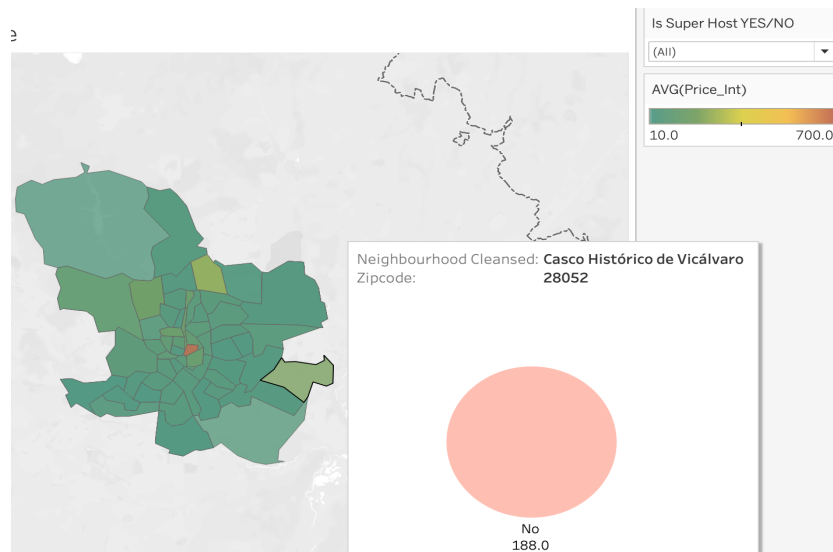 e
Is Super Host YES/NO
(All)
AVG(Price_Int)
10.0 700.0
Neighbourhood Cleansed: Casco Histórico de Vicálvaro
Zipcode: 28052
No
188.0